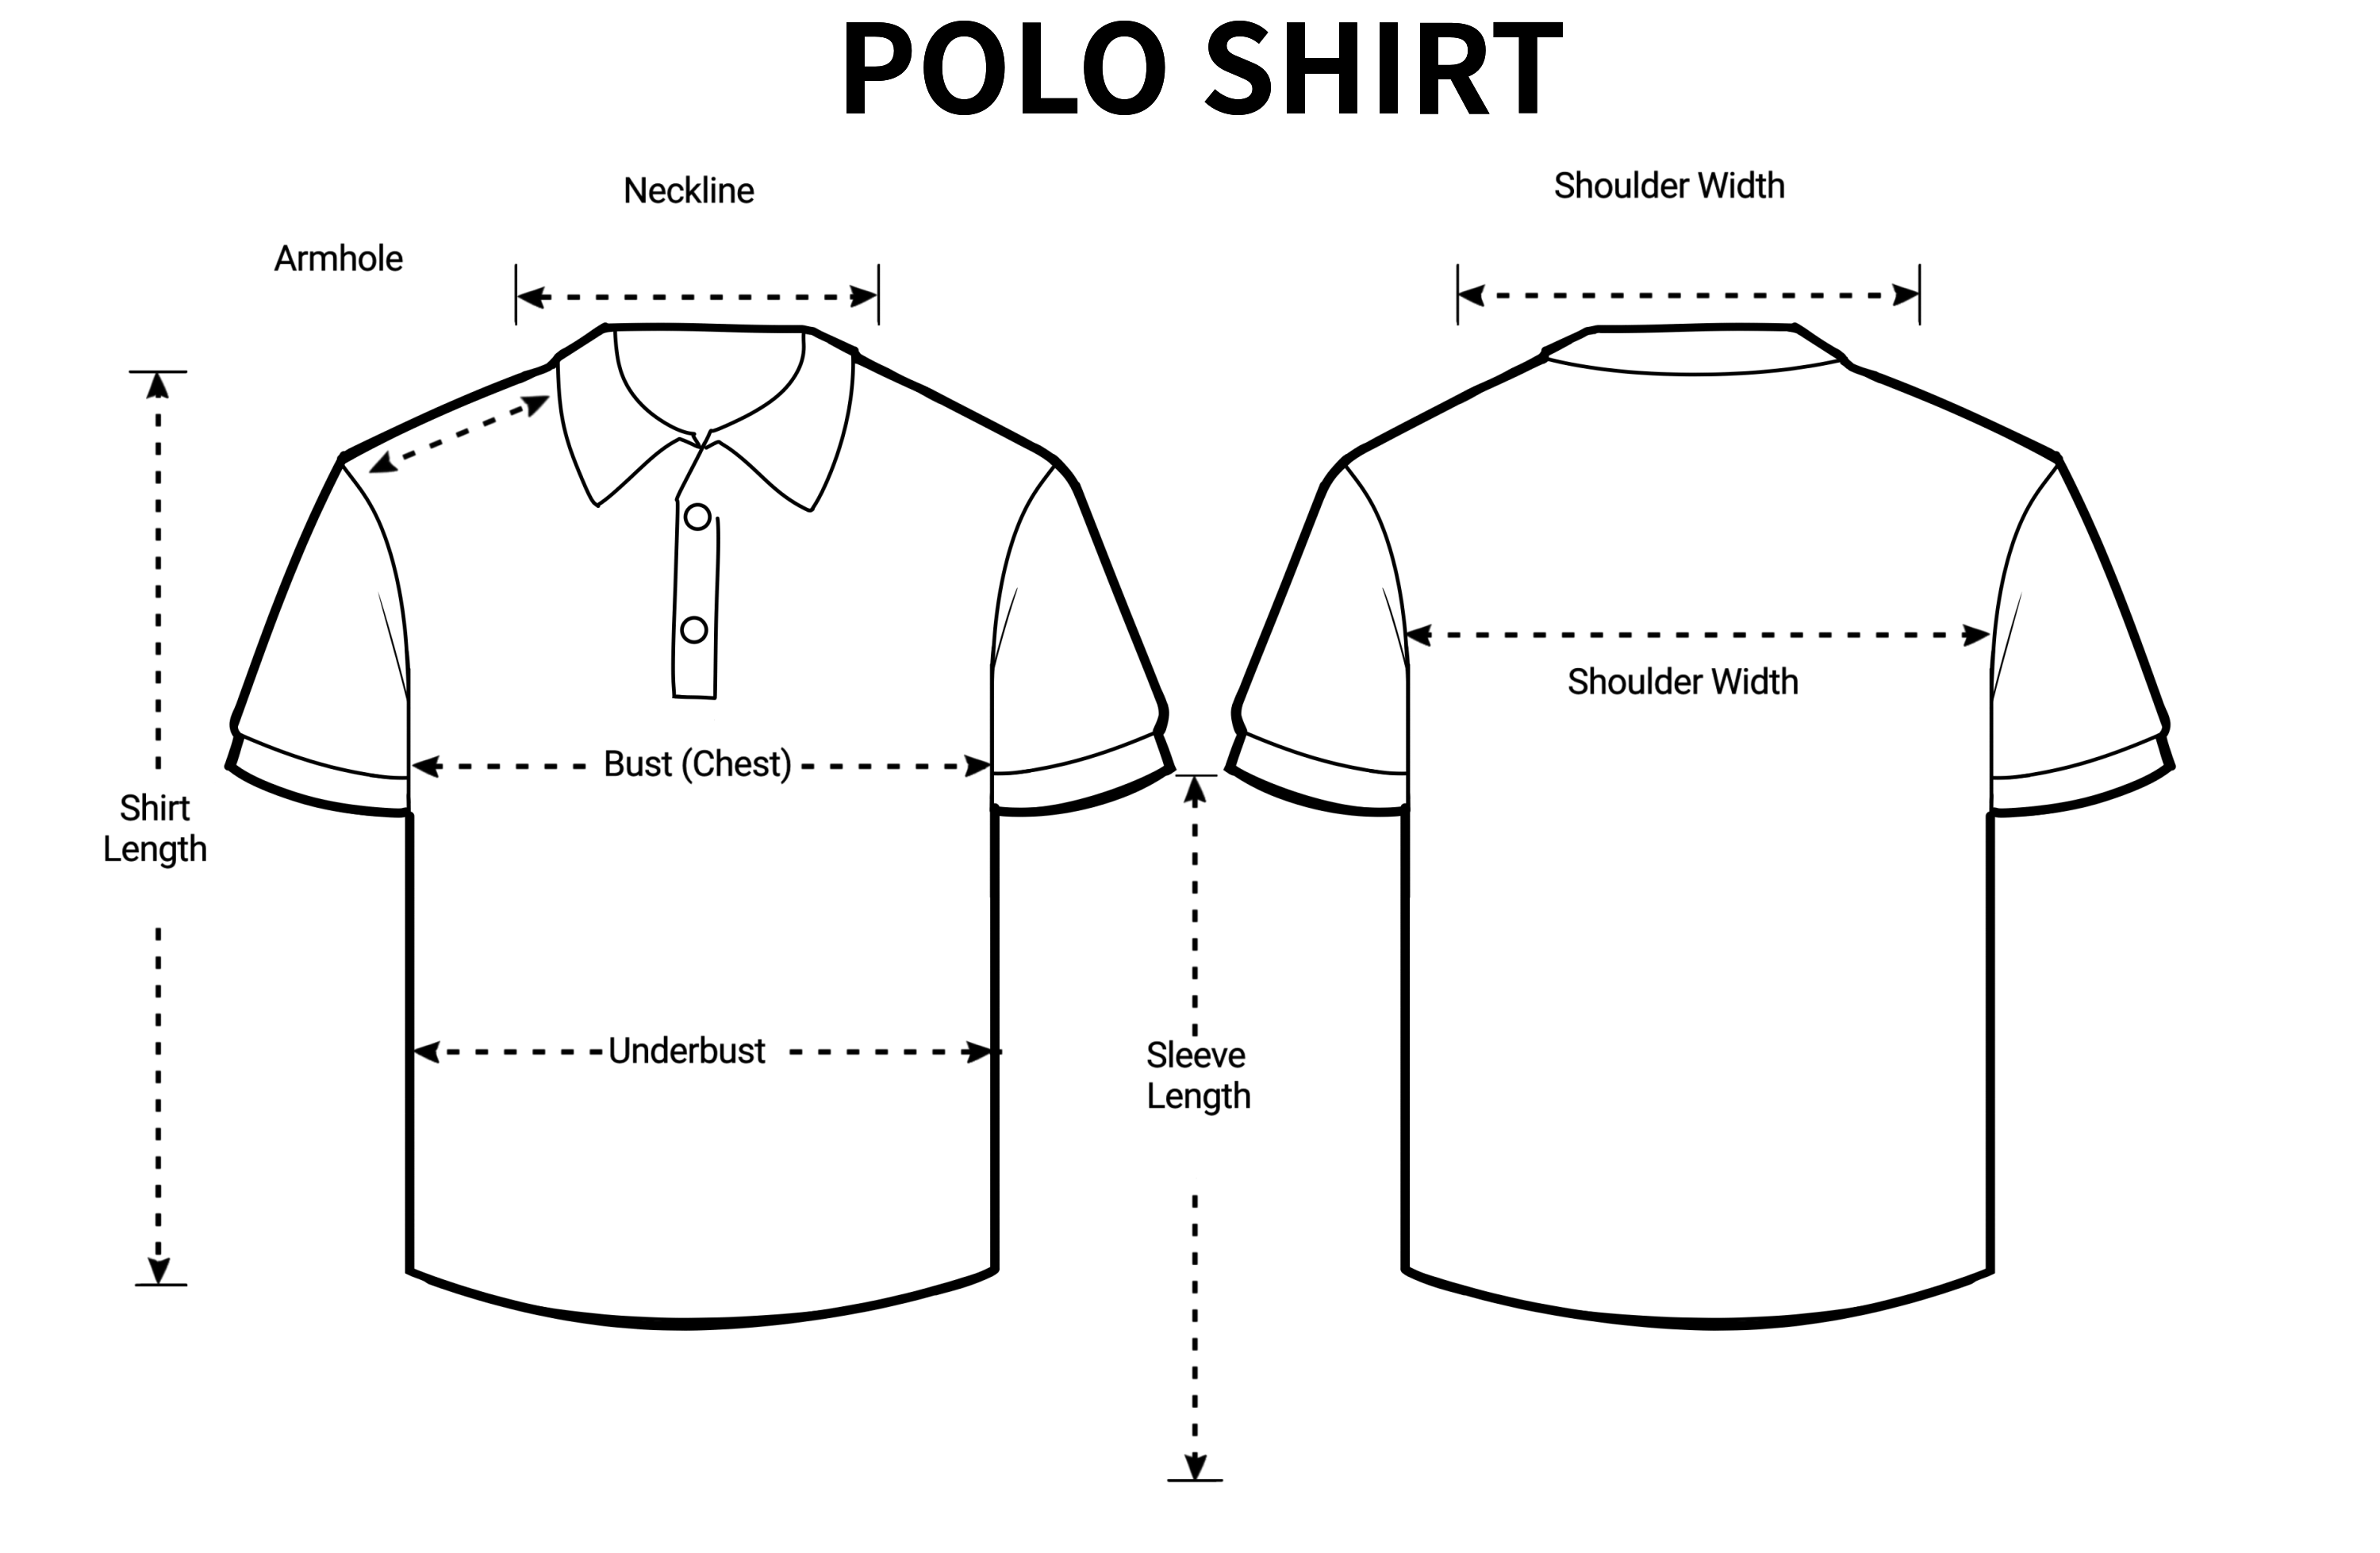 POLO SHIRT
Neckline
Shoulder Width
Armhole
Shoulder Width
Bust (Chest)
Shirt
Length
Underbust
Sleeve
Length